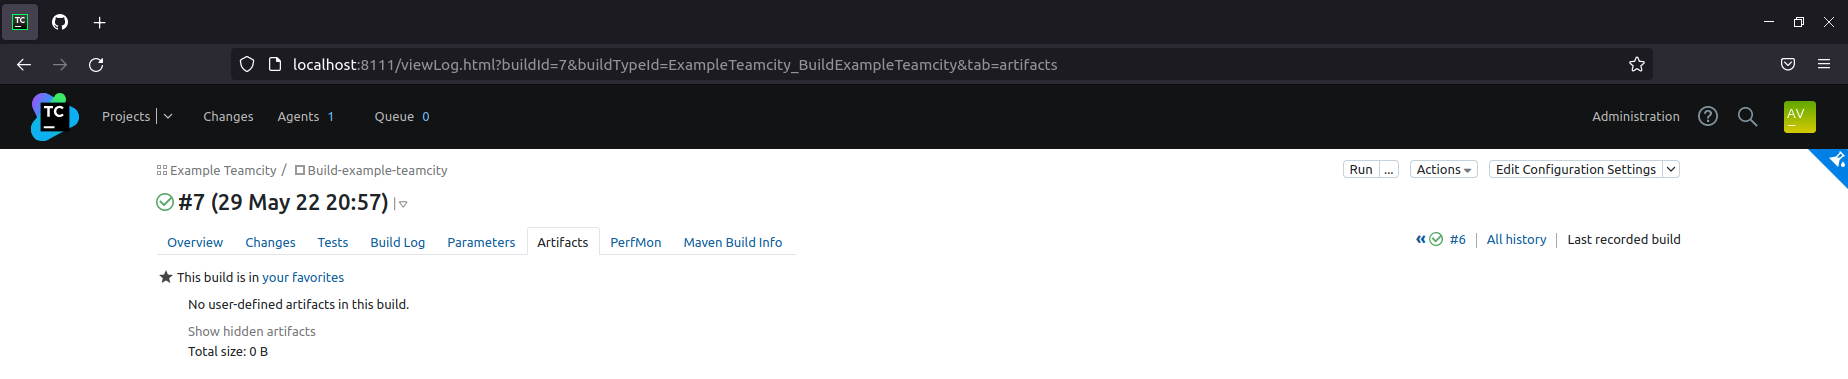 TC
localhost:8111/viewLog.html?buildId=7&buildTypeId=ExampleTeamcity_BuildExampleTeamcity&tab=artifacts
TC Projects Changes Agents 1 Queue 0 Administration ? AV
Example Teamcity / Build-example-teamcity Run ... Actions Edit Configuration Settings
#7 (29 May 22 20:57)
Overview Changes Tests Build Log Parameters Artifacts PerfMon Maven Build Info « #6 All history Last recorded build
This build is in your favorites
No user-defined artifacts in this build.
Show hidden artifacts
Total size: 0 B